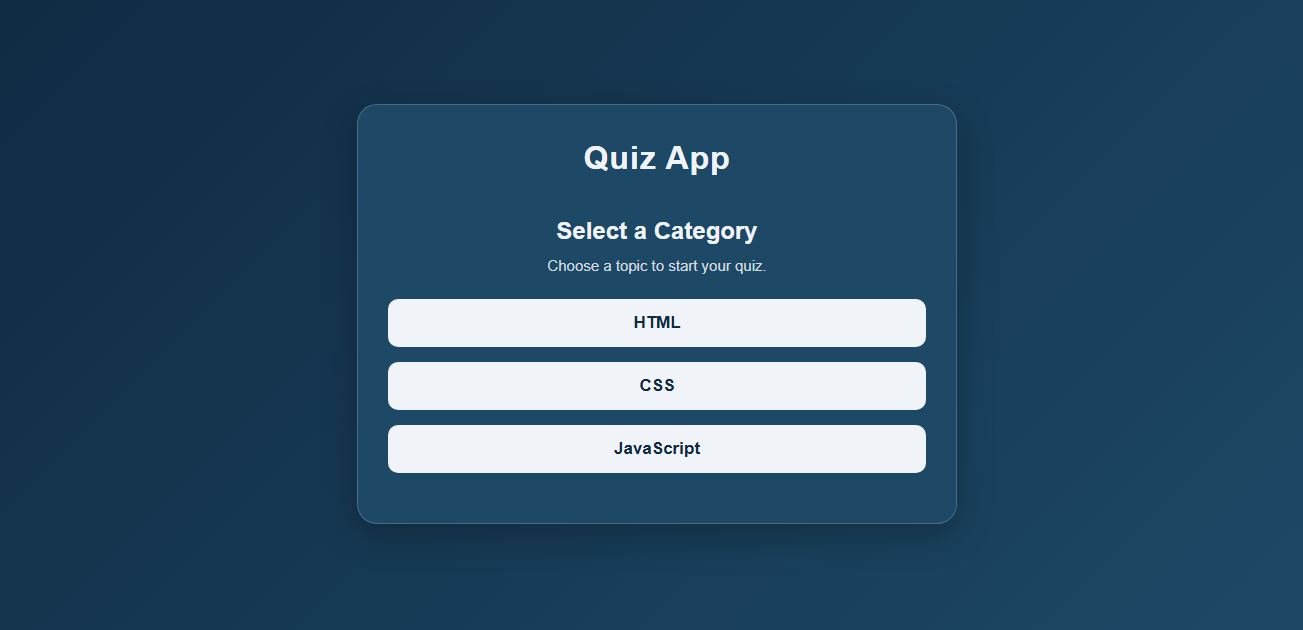 Quiz App
Select a Category
Choose a topic to start your quiz.
HTML
CSS
JavaScript